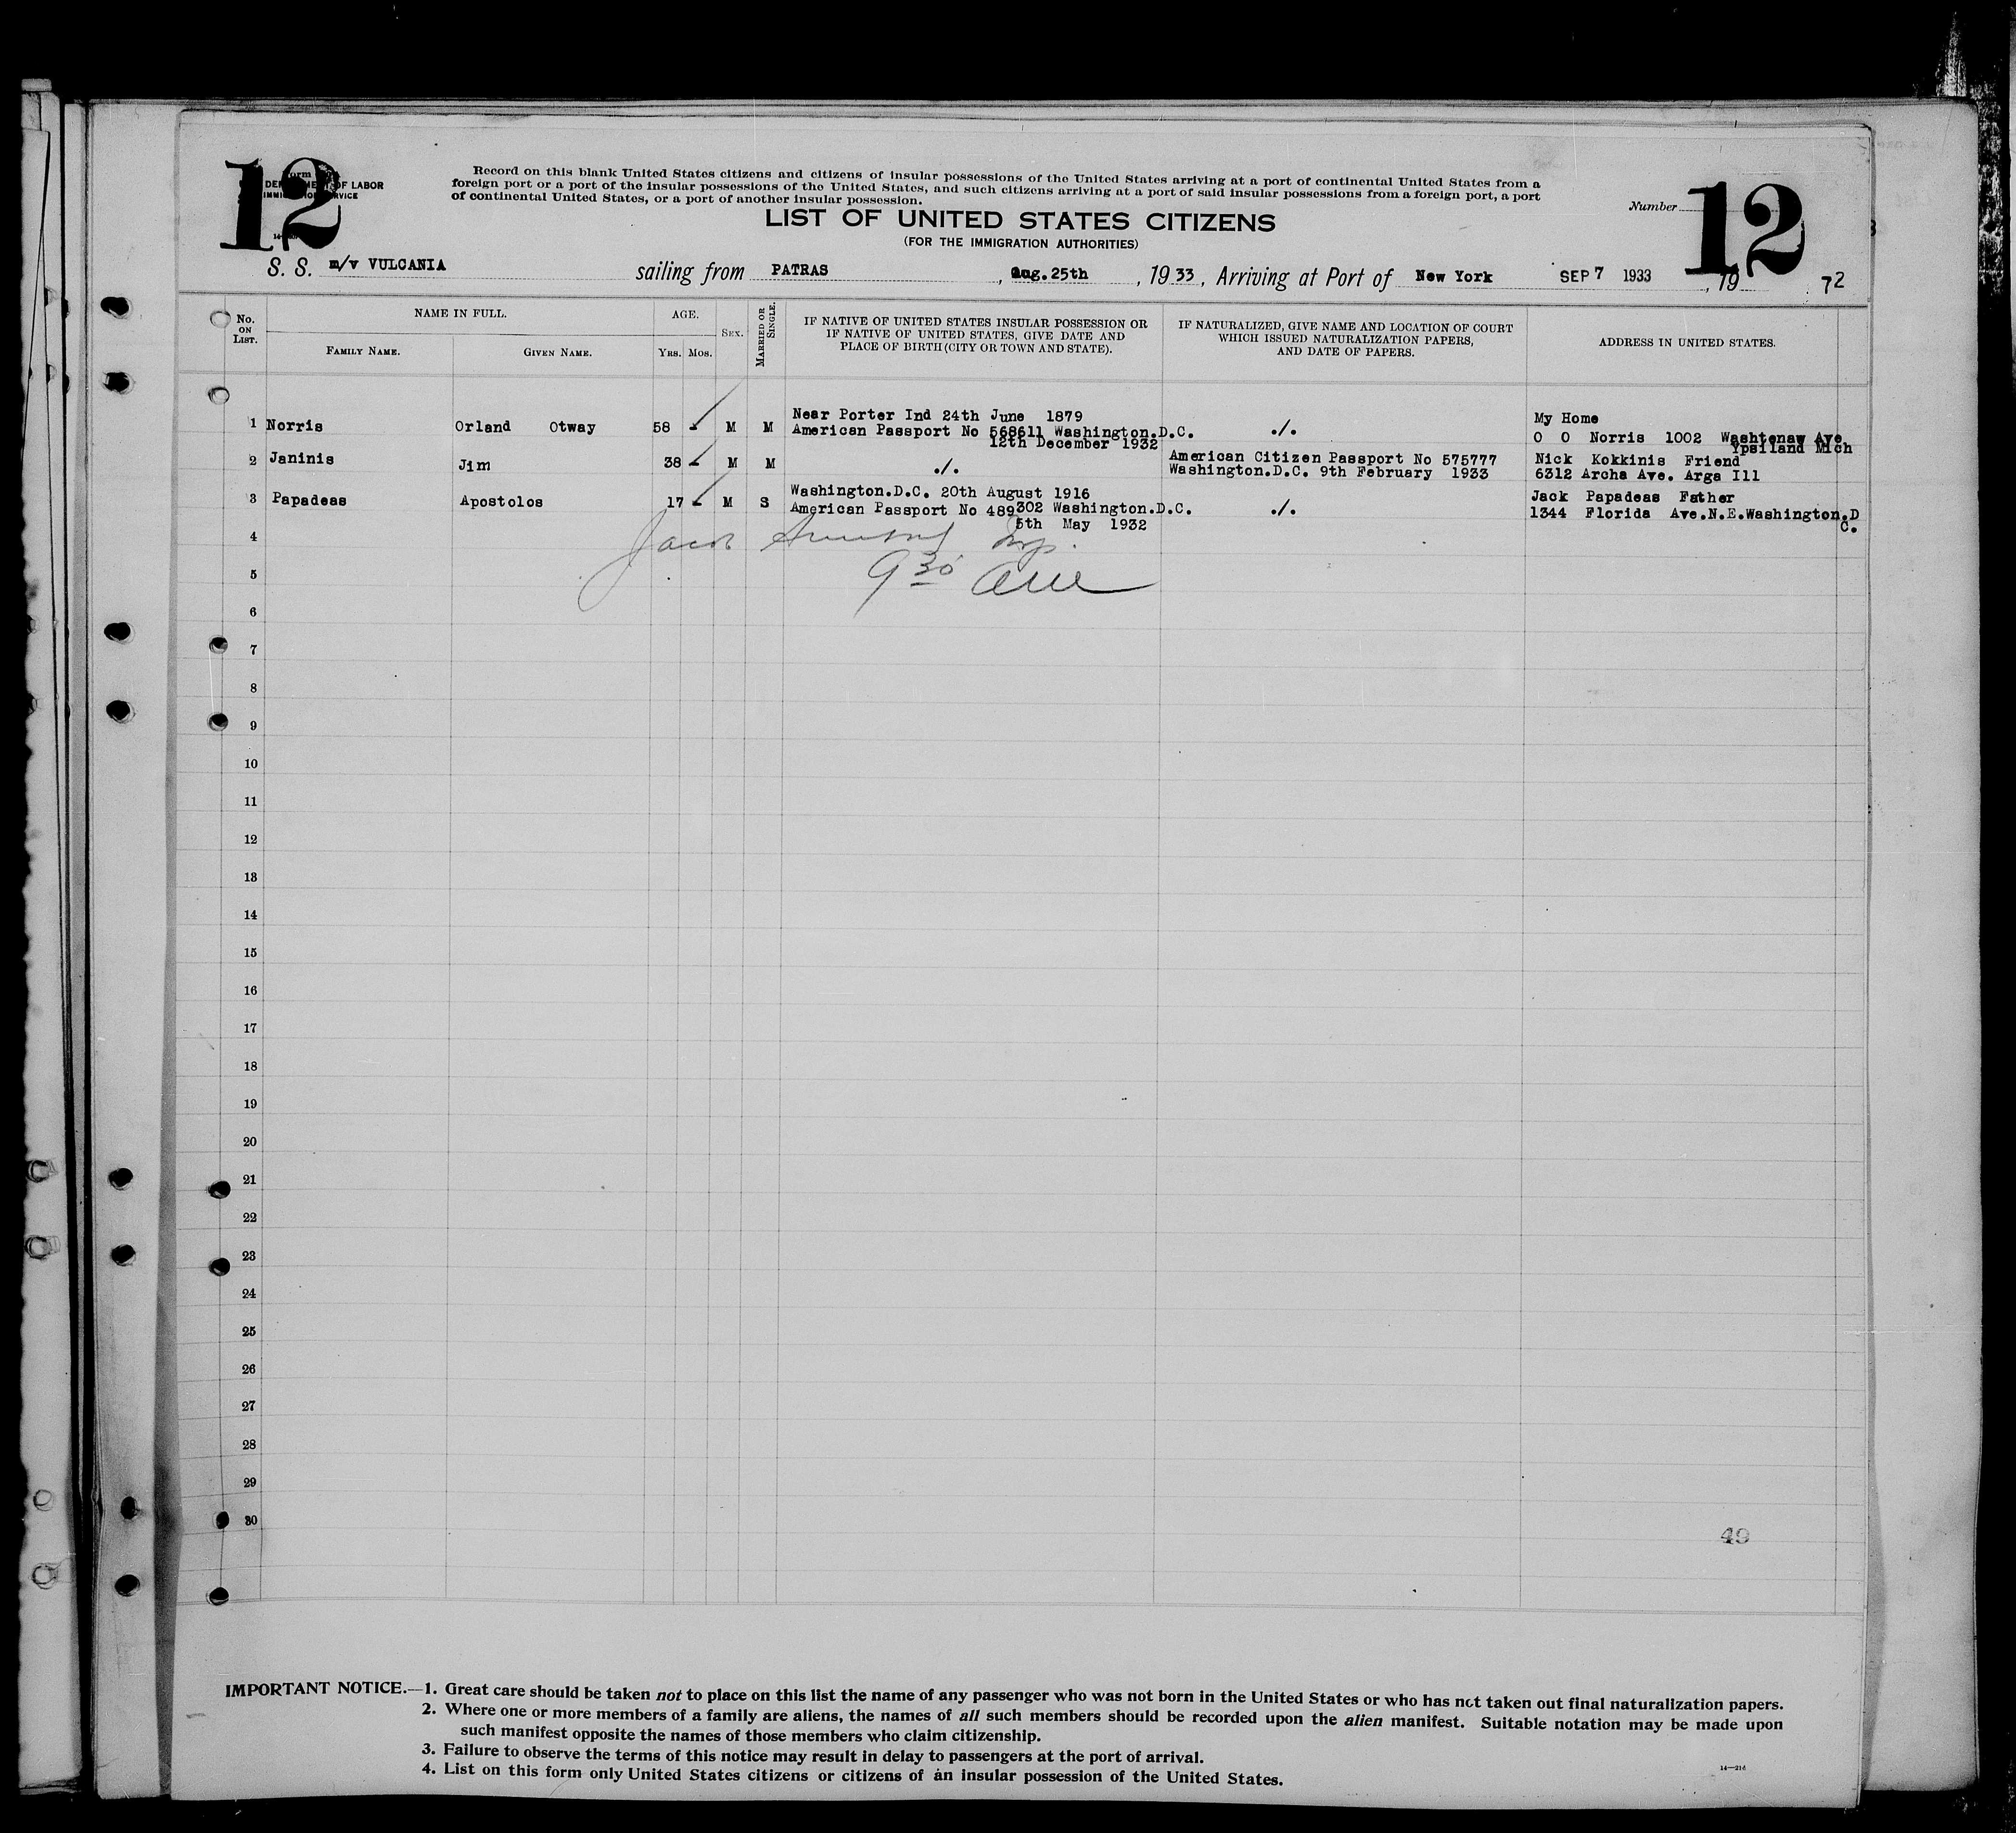 12
DEPARTMENT OF LABOR
IMMIGRATION SERVICE
Record on this blank United States citizens and citizens of insular possessions of the United States arriving at a port of continental United States from a
foreign port or a port of the insular possessions of the United States, and such citizens arriving at a port of said insular possessions from a foreign port, a port
of continental United States, or a port of another insular possession.
LIST OF UNITED STATES CITIZENS
(FOR THE IMMIGRATION AUTHORITIES)
Number 12
S. S. m/v VULCANIA sailing from PATRAS, Aug. 25th, 1933, Arriving at Port of New York SEP 7 1933, 19 72
No. ON LIST. NAME IN FULL. FAMILY NAME. GIVEN NAME. AGE. YRS. MOS. SEX. MARRIED OR SINGLE.
IF NATIVE OF UNITED STATES INSULAR POSSESSION OR
IF NATIVE OF UNITED STATES, GIVE DATE AND
PLACE OF BIRTH (CITY OR TOWN AND STATE).
IF NATURALIZED, GIVE NAME AND LOCATION OF COURT
WHICH ISSUED NATURALIZATION PAPERS,
AND DATE OF PAPERS.
ADDRESS IN UNITED STATES.
1 Norris Orland Otway 58 M M
Near Porter Ind 24th June 1879
American Passport No 568611 Washington.D.C.
12th December 1932
./.
My Home
O O Norris 1002 Washtenaw Ave
Ypsiland Mich
2 Janinis Jim 38 M M
./.
American Citizen Passport No 575777
Washington.D.C. 9th February 1933
Nick Kokkinis Friend
6312 Archa Ave. Arga Ill
3 Papadeas Apostolos 17 M S
Washington.D.C. 20th August 1916
American Passport No 489302 Washington.D.C.
5th May 1932
./.
Jack Papadeas Father
1344 Florida Ave.N.E.Washington.D
C.
4 Jacob
5 9 30
6
7
8
9
10
11
12
13
14
15
16
17
18
19
20
21
22
23
24
25
26
27
28
29
30
49
IMPORTANT NOTICE.—1. Great care should be taken not to place on this list the name of any passenger who was not born in the United States or who has not taken out final naturalization papers.
2. Where one or more members of a family are aliens, the names of all such members should be recorded upon the alien manifest. Suitable notation may be made upon
such manifest opposite the names of those members who claim citizenship.
3. Failure to observe the terms of this notice may result in delay to passengers at the port of arrival.
4. List on this form only United States citizens or citizens of an insular possession of the United States.